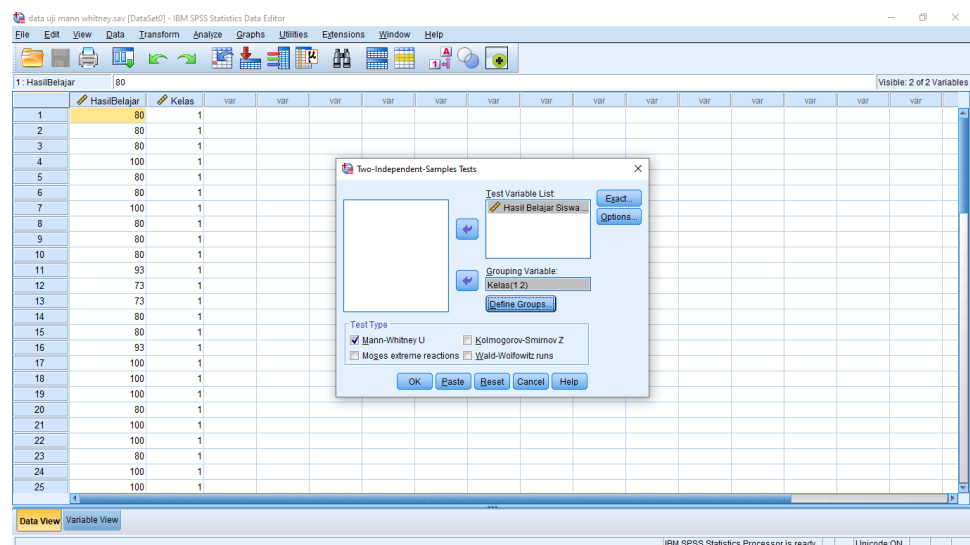 data uji mann whitney.sav [DataSet0] - IBM SPSS Statistics Data Editor
File Edit View Data Transform Analyze Graphs Utilities Extensions Window Help
1 : HasilBelajar 80 Visible: 2 of 2 Variables
HasilBelajar Kelas var var var var var var var var var var var var var var
1 80 1
2 80 1
3 80 1
4 100 1
5 80 1
6 80 1
7 100 1
8 80 1
9 80 1
10 80 1
11 93 1
12 73 1
13 73 1
14 80 1
15 80 1
16 93 1
17 100 1
18 100 1
19 100 1
20 80 1
21 100 1
22 100 1
23 80 1
24 100 1
25 100 1
Two-Independent-Samples Tests
Test Variable List:
Hasil Belajar Siswa ...
Exact...
Options...
Grouping Variable:
Kelas(1 2)
Define Groups...
Test Type
Mann-Whitney U Kolmogorov-Smirnov Z
Moses extreme reactions Wald-Wolfowitz runs
OK Paste Reset Cancel Help
Data View Variable View
IBM SPSS Statistics Processor is ready Unicode:ON